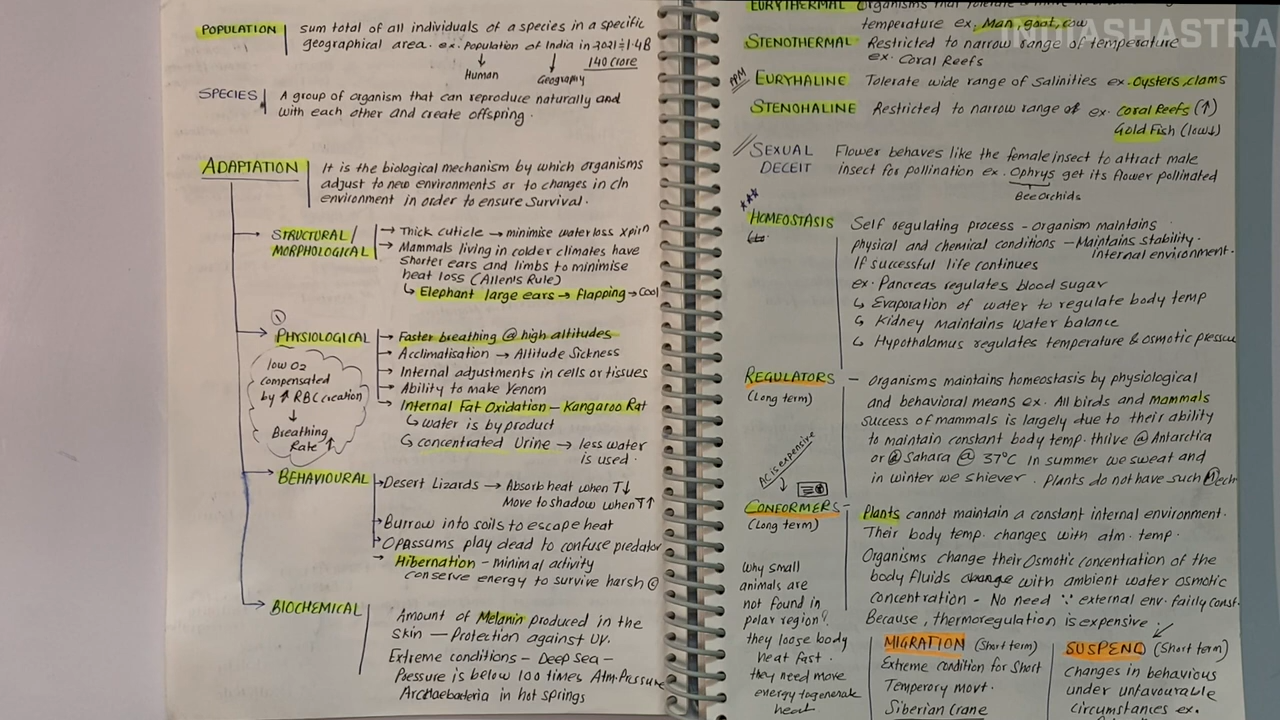 POPULATION sum total of all individuals of a species in a specific
geographical area. ex. Population of India in 2021 ≈ 1.4B
Human Geography 140 crore
SPECIES A group of organism that can reproduce naturally and
with each other and create offspring.
ADAPTATION It is the biological mechanism by which organisms
adjust to new environments or to changes in c/n
environment in order to ensure Survival.
STRUCTURAL/
MORPHOLOGICAL
→ Thick cuticle → minimise water loss xpirn
→ Mammals living in colder climates have
shorter ears and limbs to minimise
heat loss (Allen's Rule)
↳ Elephant large ears → Flapping → Cool
①
PHYSIOLOGICAL
Faster breathing @ high altitudes
Acclimatisation → Altitude Sickness
Internal adjustments in cells or tissues
Ability to make Venom
Internal Fat Oxidation - Kangaroo Rat
↳ water is by product
↳ concentrated Urine → less water
is used.
low O2
compensated
by ↑ RBC creation
↓
Breathing
Rate ↑
BEHAVIOURAL
Desert Lizards → Absorb heat when T↓
Move to shadow when T↑
Burrow into soils to escape heat
Opossums play dead to confuse predator
Hibernation - minimal activity
conserve energy to survive harsh
BIOCHEMICAL
Amount of Melanin produced in the
skin — Protection against UV.
Extreme conditions - Deep Sea -
Pressure is below 100 times Atm. Pressure
Archaebacteria in hot springs
INDIASHASTRA
EURYTHERMAL Organisms that tolerate
temperature ex. Man, goat, cow
STENOTHERMAL Restricted to narrow range of temperature
ex. Coral Reefs
PPM EURYHALINE Tolerate wide range of Salinities ex. Oysters, clams
STENOHALINE Restricted to narrow range of ex. Coral Reefs (↑)
Gold Fish (low↓)
SEXUAL
DECEIT
Flower behaves like the female insect to attract male
insect for pollination ex. Ophrys get its flower pollinated
Bee Orchids
HOMEOSTASIS Self regulating process - Organism maintains
physical and chemical conditions — Maintains stability.
internal environment.
If successful life continues
ex. Pancreas regulates blood sugar
↳ Evaporation of water to regulate body temp
↳ Kidney maintains water balance
↳ Hypothalamus regulates temperature & osmotic pressure
REGULATORS
(Long term)
- Organisms maintains homeostasis by physiological
and behavioral means ex. All birds and mammals
success of mammals is largely due to their ability
to maintain constant body temp. thrive @ Antarctica
or @ Sahara @ 37°C In summer we sweat and
in winter we shiever. Plants do not have such Mech
AC is expensive
CONFORMERS -
(Long term)
Plants cannot maintain a constant internal environment.
Their body temp. changes with atm. temp.
Organisms change their Osmotic concentration of the
body fluids change with ambient water osmotic
concentration - No need ∵ external env. fairly const.
Because, thermoregulation is expensive.
Why small
animals are
not found in
polar region?
they loose body
heat fast.
they need more
energy to generate
heat
MIGRATION (Short term)
Extreme condition for Short
Temperory movt.
Siberian Crane
SUSPEND (Short term)
Changes in behavious
under unfavourable
circumstances ex.